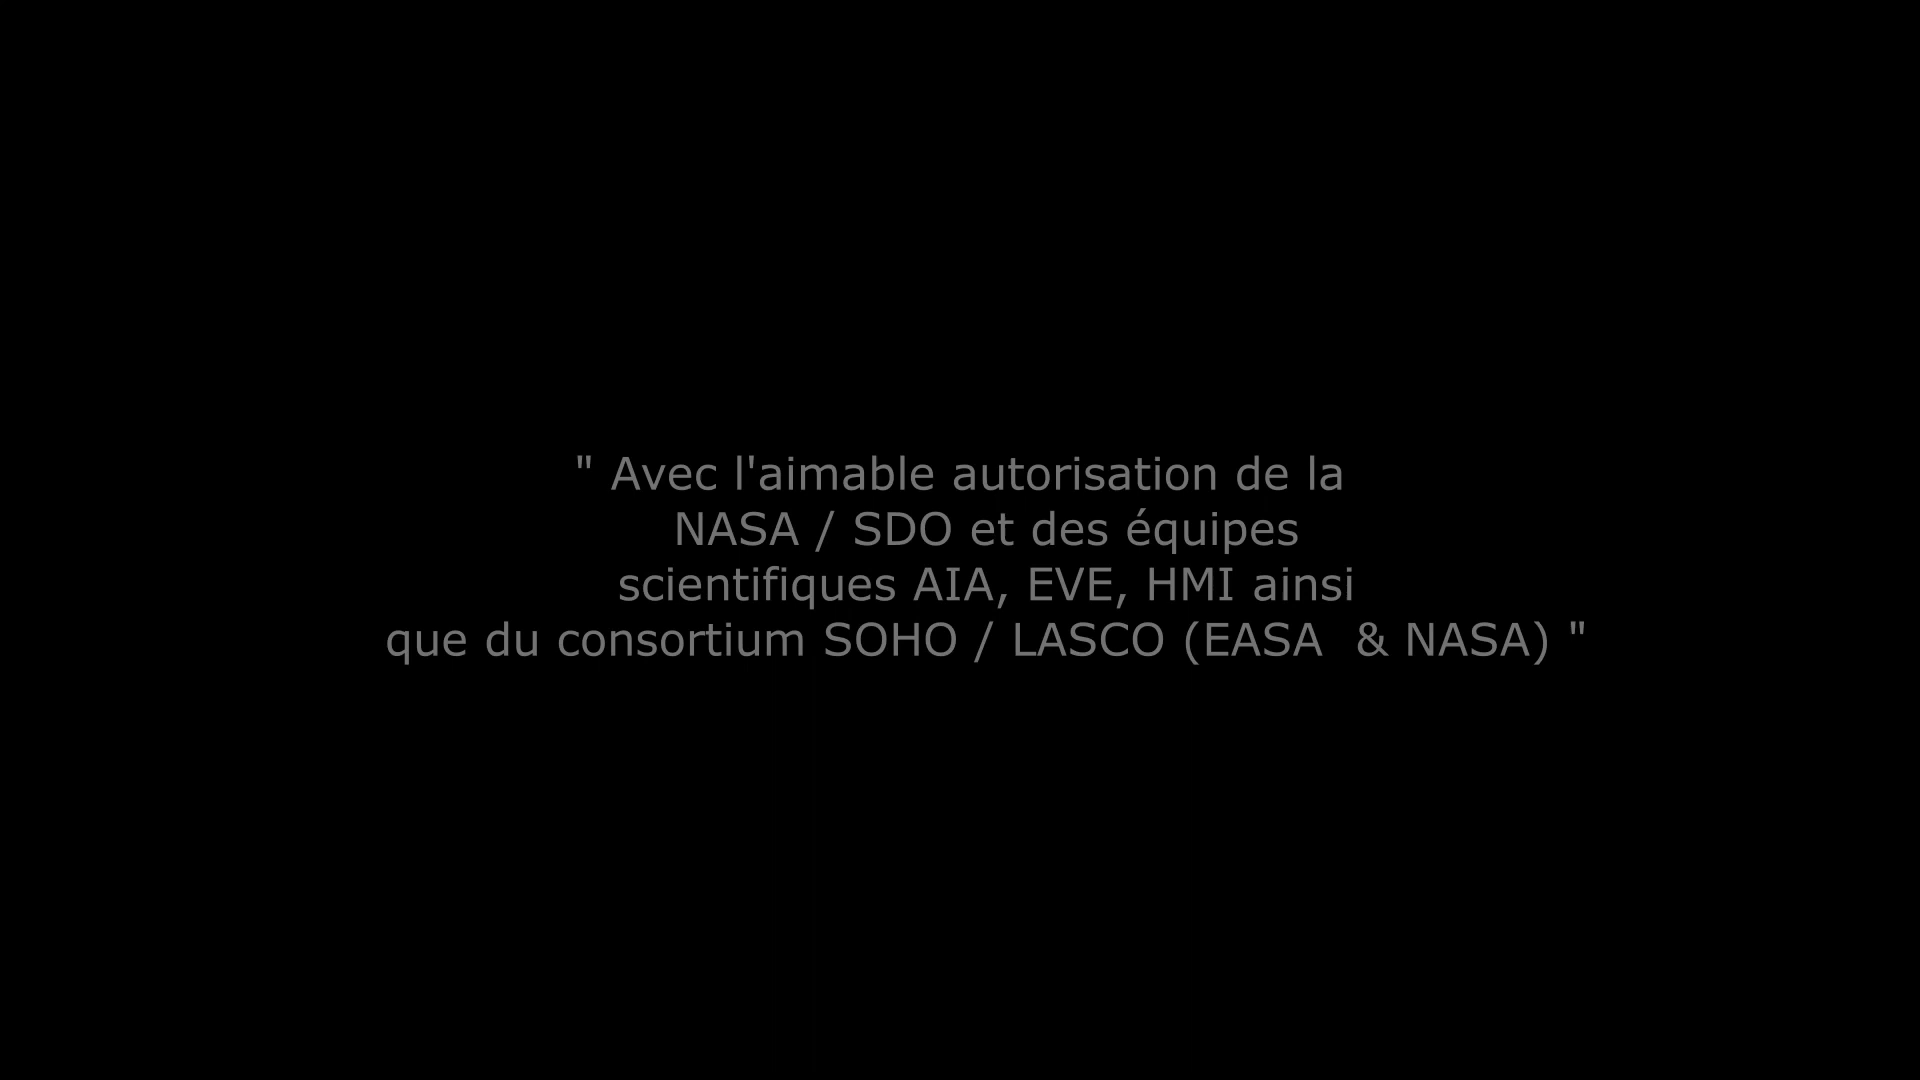 " Avec l'aimable autorisation de la
NASA / SDO et des équipes
scientifiques AIA, EVE, HMI ainsi
que du consortium SOHO / LASCO (EASA  & NASA) "